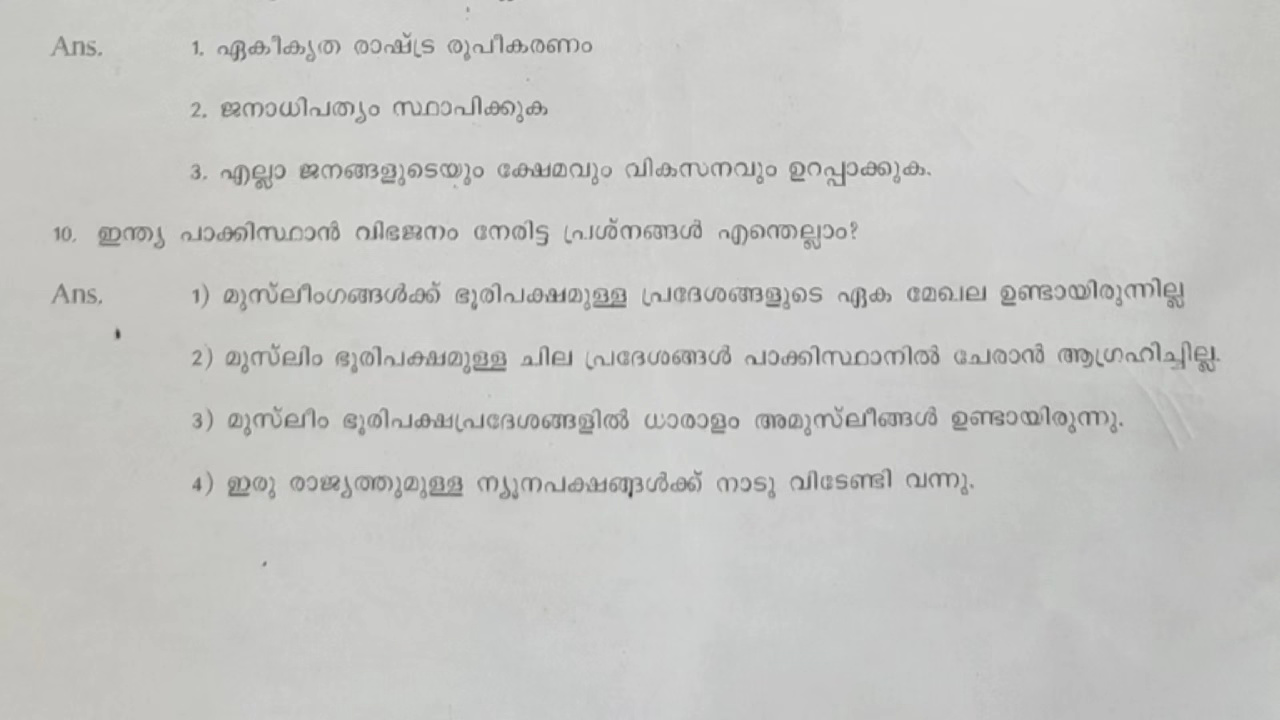 Ans. 1. ഏകീകൃത രാഷ്ട്ര രൂപീകരണം
2. ജനാധിപത്യം സ്ഥാപിക്കുക
3. എല്ലാ ജനങ്ങളുടെയും ക്ഷേമവും വികസനവും ഉറപ്പാക്കുക.
10. ഇന്ത്യ പാക്കിസ്ഥാൻ വിഭജനം നേരിട്ട പ്രശ്നങ്ങൾ എന്തെല്ലാം?
Ans. 1) മുസ്ലീംഗങ്ങൾക്ക് ഭൂരിപക്ഷമുള്ള പ്രദേശങ്ങളുടെ ഏക മേഖല ഉണ്ടായിരുന്നില്ല
2) മുസ്ലിം ഭൂരിപക്ഷമുള്ള ചില പ്രദേശങ്ങൾ പാക്കിസ്ഥാനിൽ ചേരാൻ ആഗ്രഹിച്ചില്ല.
3) മുസ്ലീം ഭൂരിപക്ഷപ്രദേശങ്ങളിൽ ധാരാളം അമുസ്ലീങ്ങൾ ഉണ്ടായിരുന്നു.
4) ഇരു രാജ്യത്തുമുള്ള ന്യൂനപക്ഷങ്ങൾക്ക് നാടു വിടേണ്ടി വന്നു.